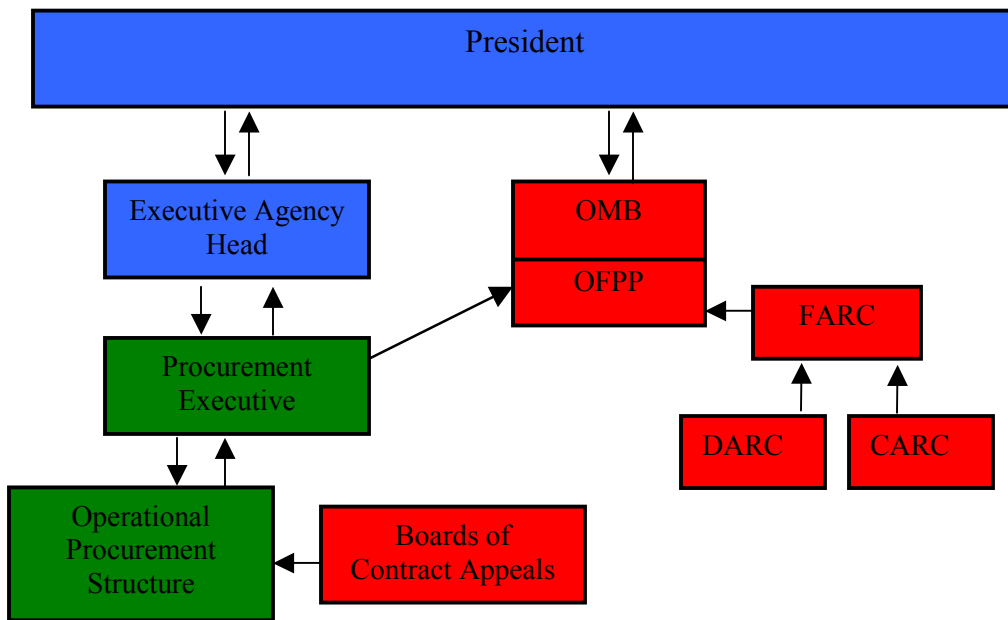 President
Executive Agency
Head
OMB
OFPP
FARC
Procurement
Executive
DARC
CARC
Operational
Procurement
Structure
Boards of
Contract Appeals